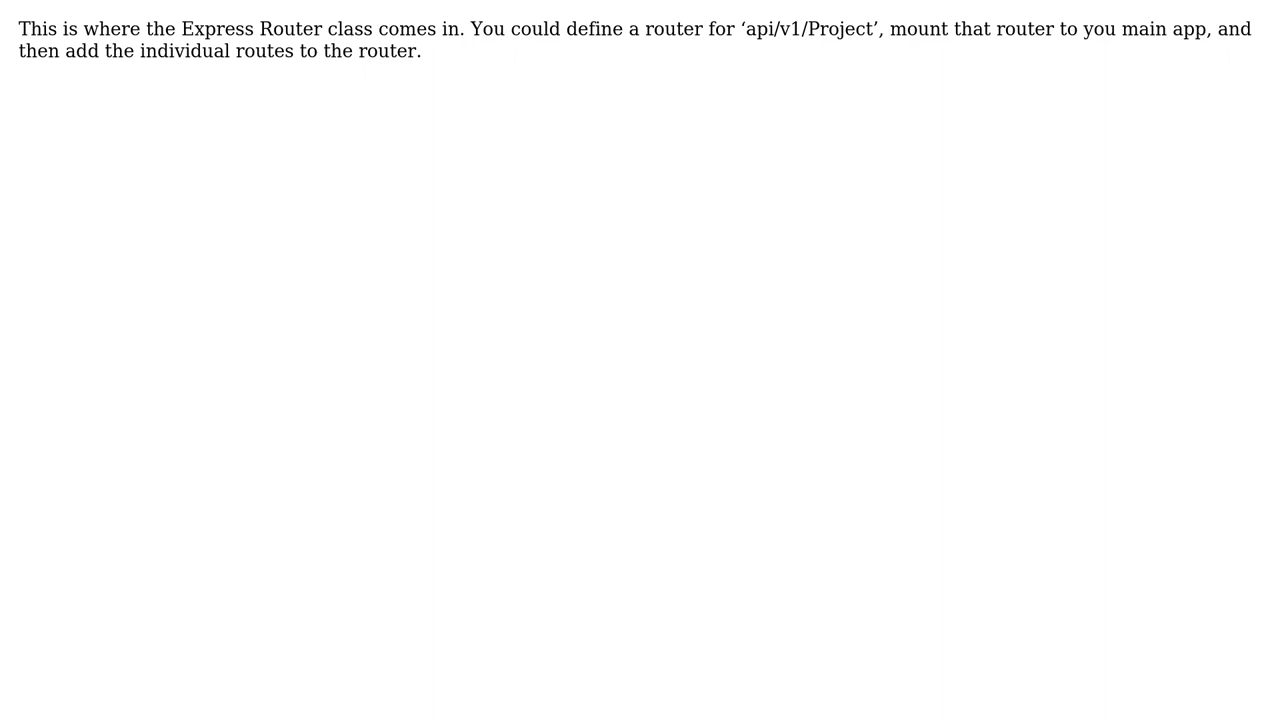 This is where the Express Router class comes in. You could define a router for ‘api/v1/Project’, mount that router to you main app, and
then add the individual routes to the router.